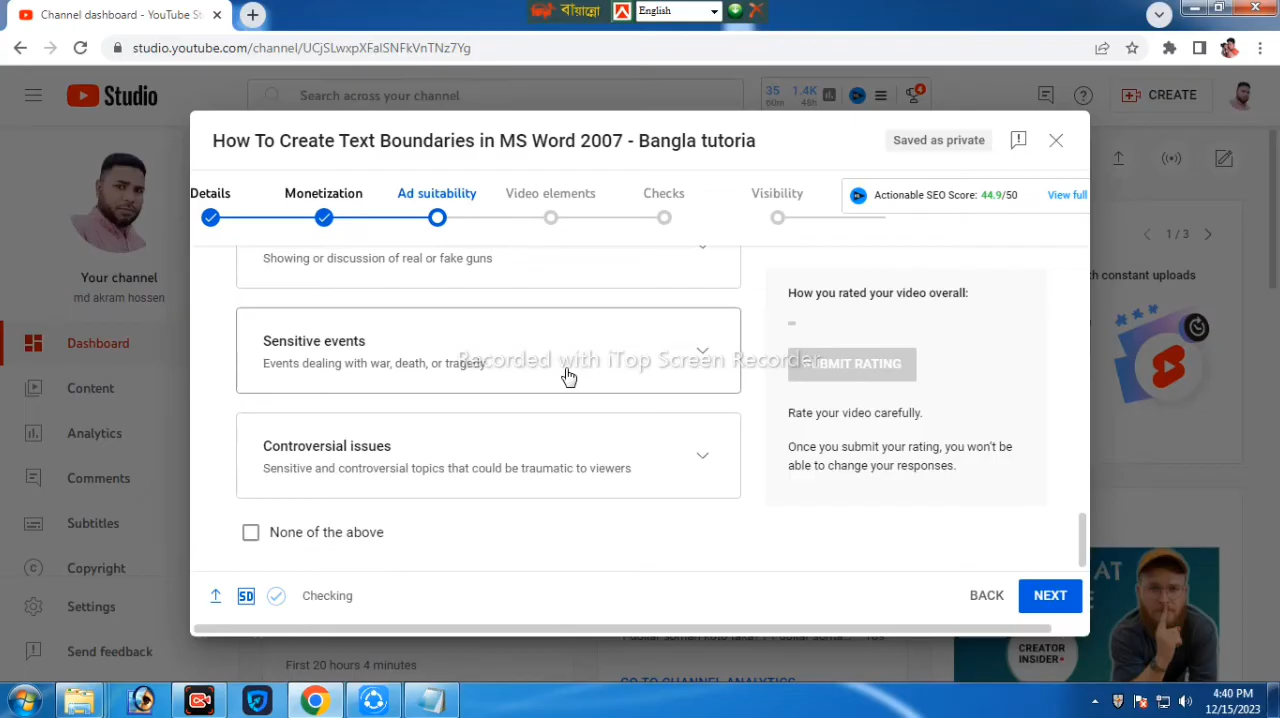 Channel dashboard - YouTube St
বাঁয়ান্নো
English
studio.youtube.com/channel/UCjSLwxpXFalSNFkVnTNz7Yg
Studio
Search across your channel
35
60m
1.4K
48h
4
CREATE
How To Create Text Boundaries in MS Word 2007 - Bangla tutoria
Saved as private
Details
Monetization
Ad suitability
Video elements
Checks
Visibility
Actionable SEO Score: 44.9/50
View full
Your channel
md akram hossen
Dashboard
Content
Analytics
Comments
Subtitles
Copyright
Settings
Send feedback
Showing or discussion of real or fake guns
Sensitive events
Events dealing with war, death, or tragedy
Recorded with iTop Screen Recorder
Controversial issues
Sensitive and controversial topics that could be traumatic to viewers
None of the above
How you rated your video overall:
SUBMIT RATING
Rate your video carefully.
Once you submit your rating, you won't be
able to change your responses.
SD
Checking
BACK
NEXT
1 / 3
th constant uploads
AT
CREATOR
INSIDER
First 20 hours 4 minutes
GO TO CHANNEL ANALYTICS
4:40 PM
12/15/2023